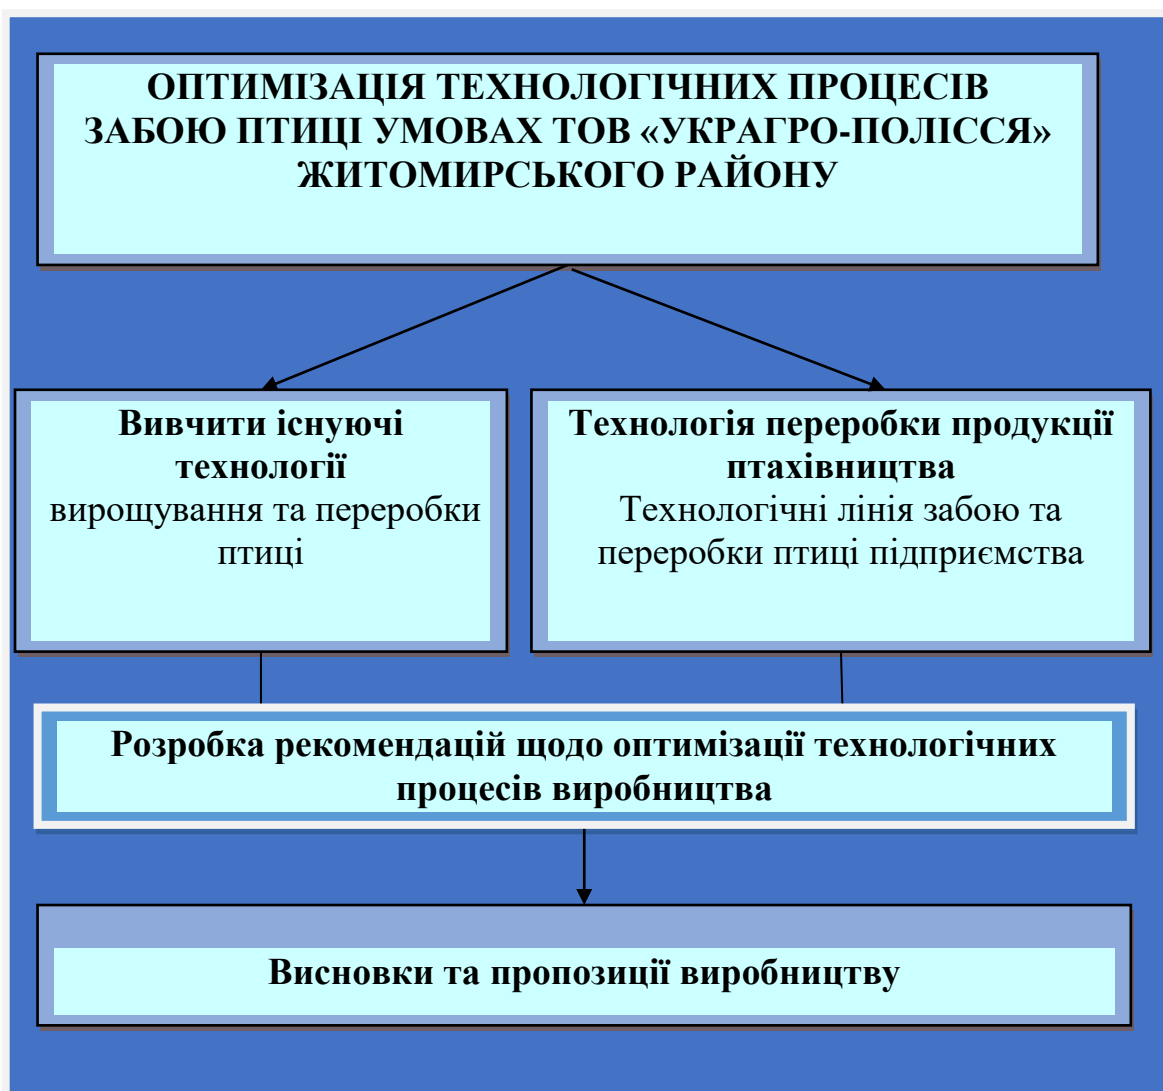 ОПТИМІЗАЦІЯ ТЕХНОЛОГІЧНИХ ПРОЦЕСІВ
ЗАБОЮ ПТИЦІ УМОВАХ ТОВ «УКРАГРО-ПОЛІССЯ»
ЖИТОМИРСЬКОГО РАЙОНУ
Вивчити існуючі
технології
вирощування та переробки
птиці
Технологія переробки продукції
птахівництва
Технологічні лінія забою та
переробки птиці підприємства
Розробка рекомендацій щодо оптимізації технологічних
процесів виробництва
Висновки та пропозиції виробництву